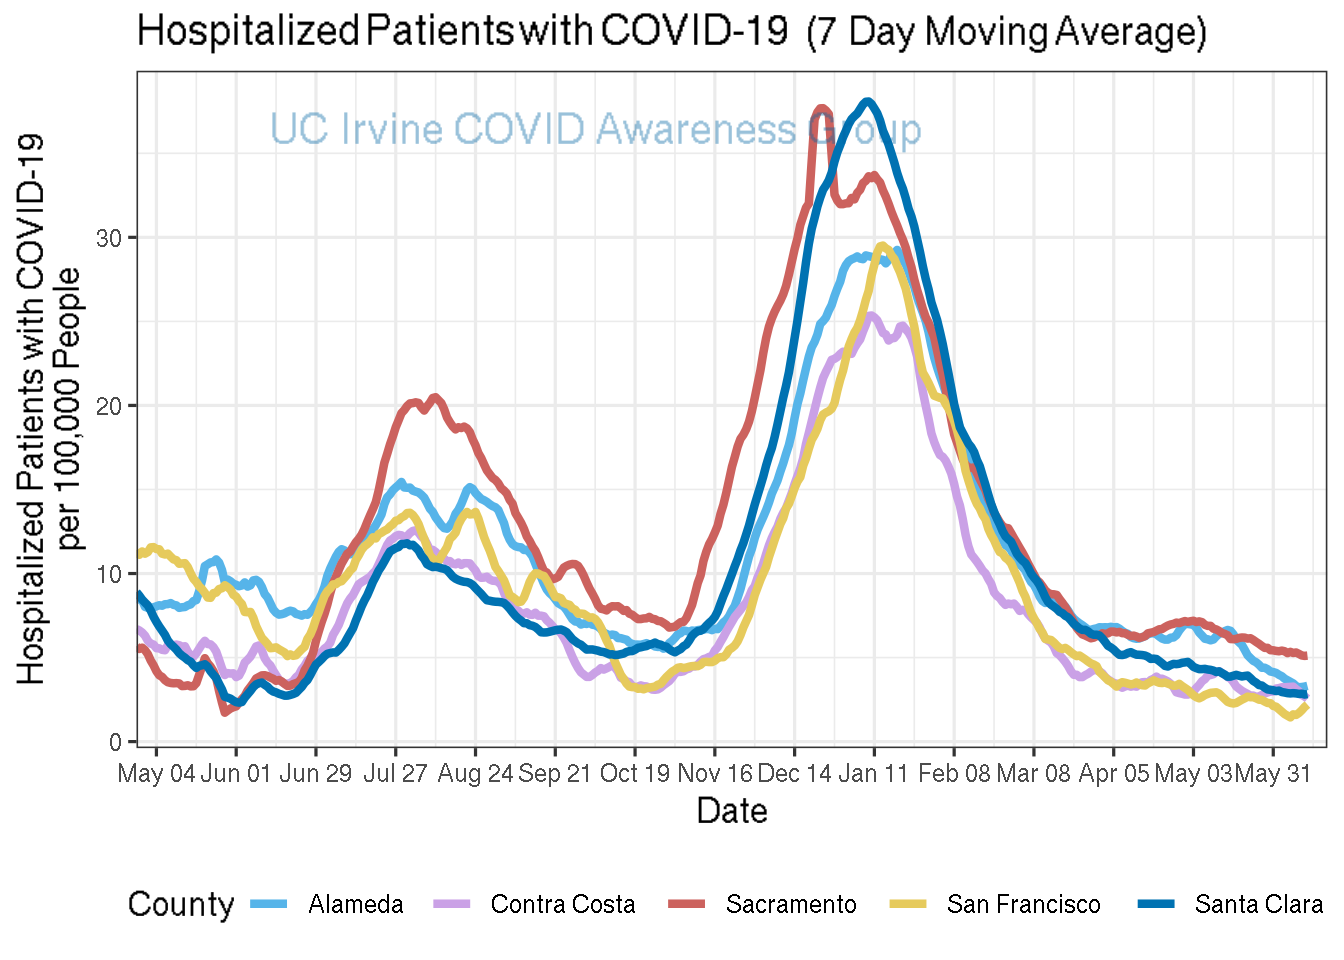 Hospitalized Patients with COVID-19 (7 Day Moving Average)
UC Irvine COVID Awareness Group
Hospitalized Patients with COVID-19
per 100,000 People
30
20
10
0
May 04 Jun 01 Jun 29 Jul 27 Aug 24 Sep 21 Oct 19 Nov 16 Dec 14 Jan 11 Feb 08 Mar 08 Apr 05 May 03 May 31
Date
County Alameda Contra Costa Sacramento San Francisco Santa Clara